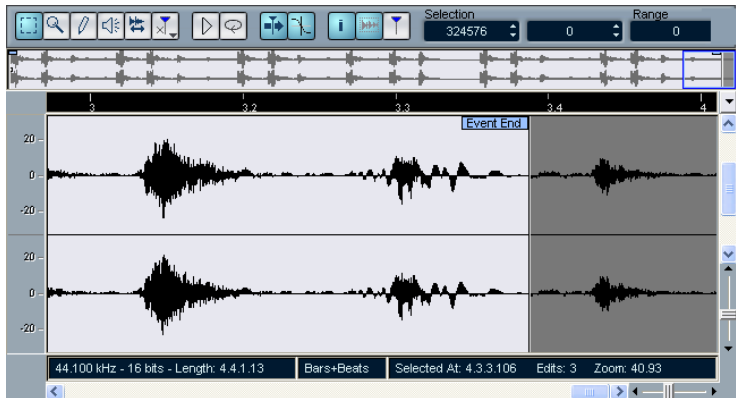 Selection Range
324576 0 0
3 3.2 3.3 3.4 4
Event End
20
0
-20
20
0
-20
44.100 kHz - 16 bits - Length: 4.4.1.13 Bars+Beats Selected At: 4.3.3.106 Edits: 3 Zoom: 40.93